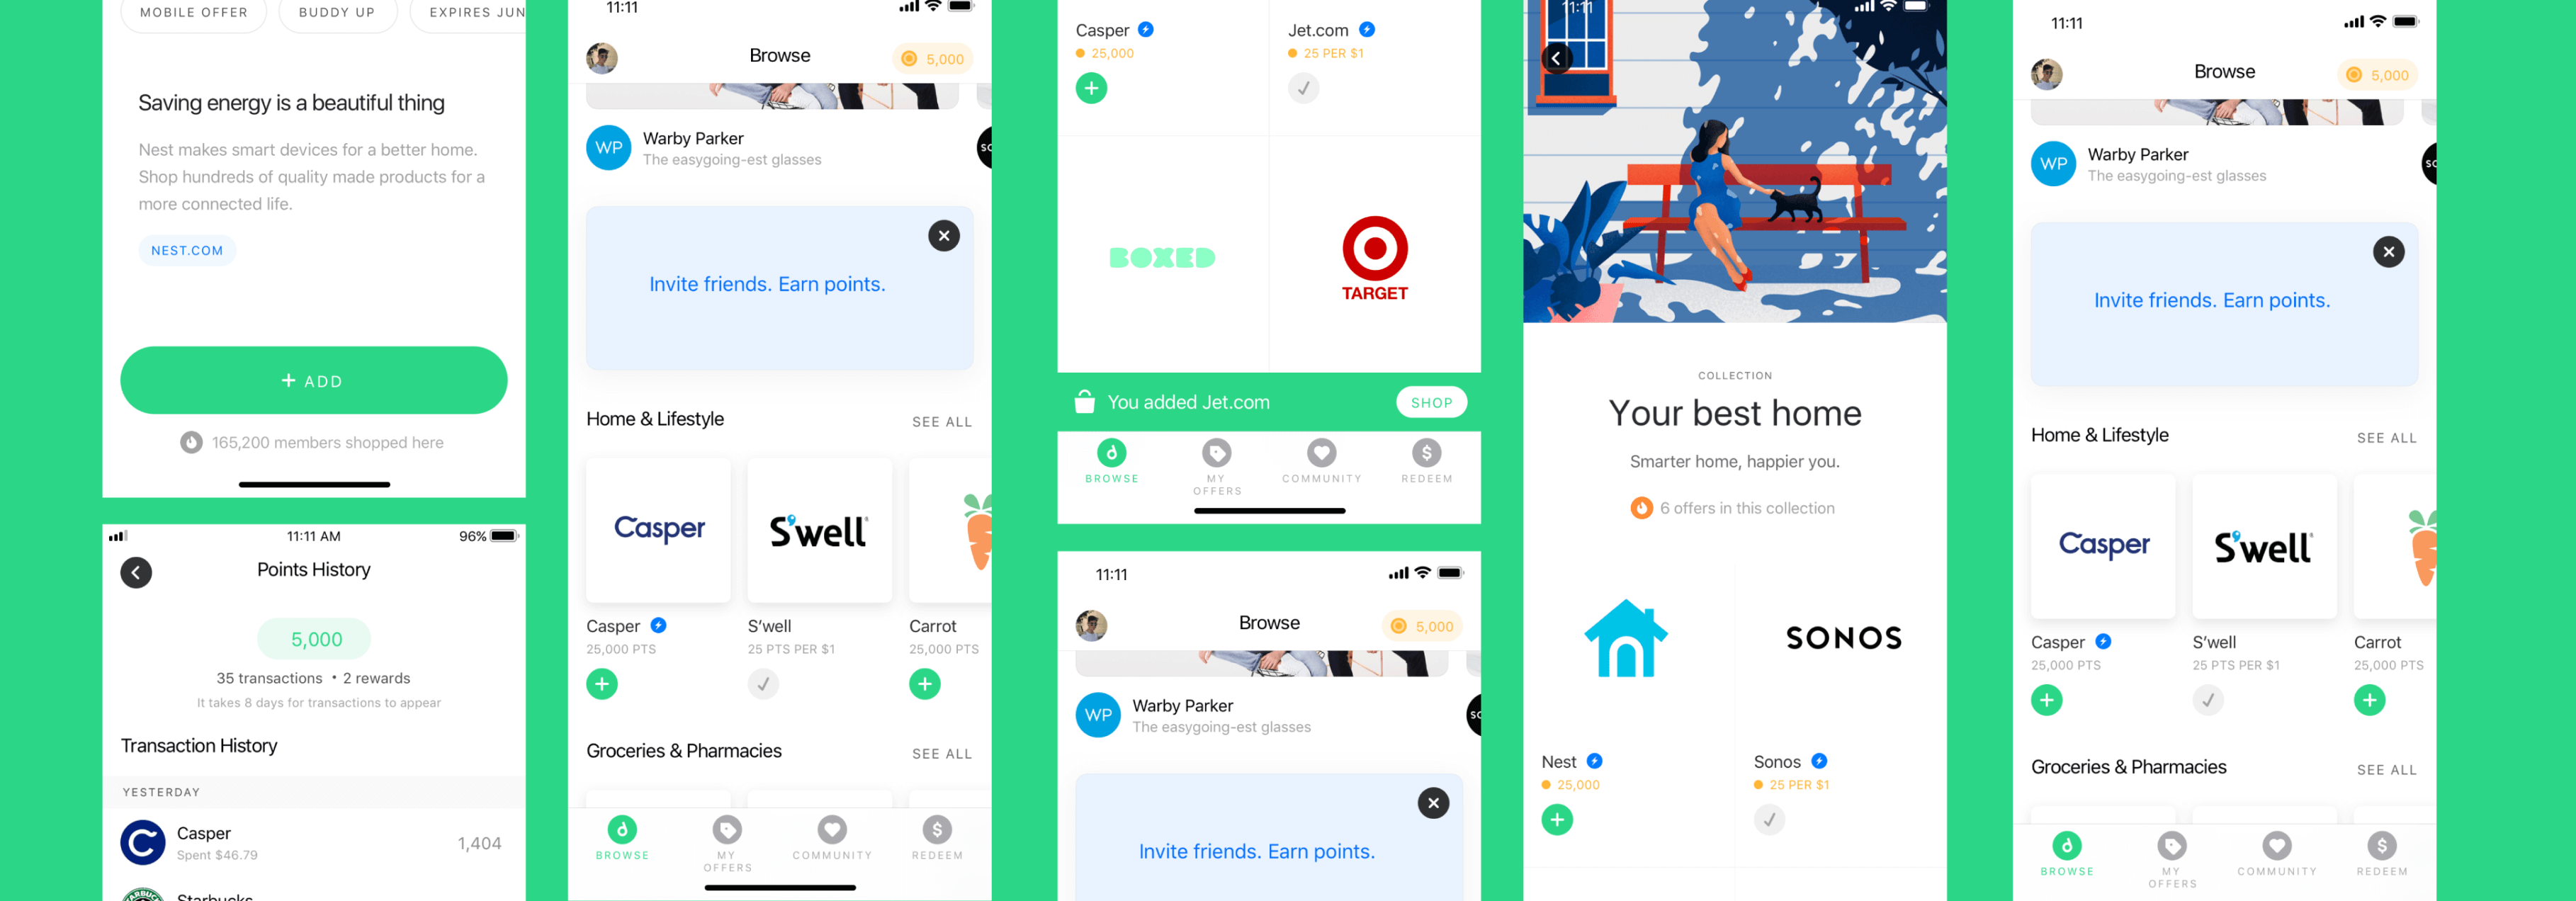 MOBILE OFFER
BUDDY UP
EXPIRES JUN
Saving energy is a beautiful thing
Nest makes smart devices for a better home.
Shop hundreds of quality made products for a
more connected life.
NEST.COM
+ ADD
165,200 members shopped here
11:11 AM
96%
Points History
5,000
35 transactions • 2 rewards
It takes 8 days for transactions to appear
Transaction History
YESTERDAY
Casper
1,404
Spent $46.79
Starbucks
11:11
Browse
5,000
WP
Warby Parker
The easygoing-est glasses
Invite friends. Earn points.
Home & Lifestyle
SEE ALL
Casper
S'well
Casper
S'well
Carrot
25,000 PTS
25 PTS PER $1
25,000 PTS
Groceries & Pharmacies
SEE ALL
BROWSE
MY
OFFERS
COMMUNITY
REDEEM
Casper
Jet.com
25,000
25 PER $1
BOXED
TARGET
You added Jet.com
SHOP
BROWSE
MY
OFFERS
COMMUNITY
REDEEM
11:11
Browse
5,000
WP
Warby Parker
The easygoing-est glasses
Invite friends. Earn points.
11:11
COLLECTION
Your best home
Smarter home, happier you.
6 offers in this collection
SONOS
Nest
Sonos
25,000
25 PER $1
11:11
Browse
5,000
WP
Warby Parker
The easygoing-est glasses
Invite friends. Earn points.
Home & Lifestyle
SEE ALL
Casper
S'well
Casper
S'well
Carrot
25,000 PTS
25 PTS PER $1
25,000 PTS
Groceries & Pharmacies
SEE ALL
BROWSE
MY
OFFERS
COMMUNITY
REDEEM